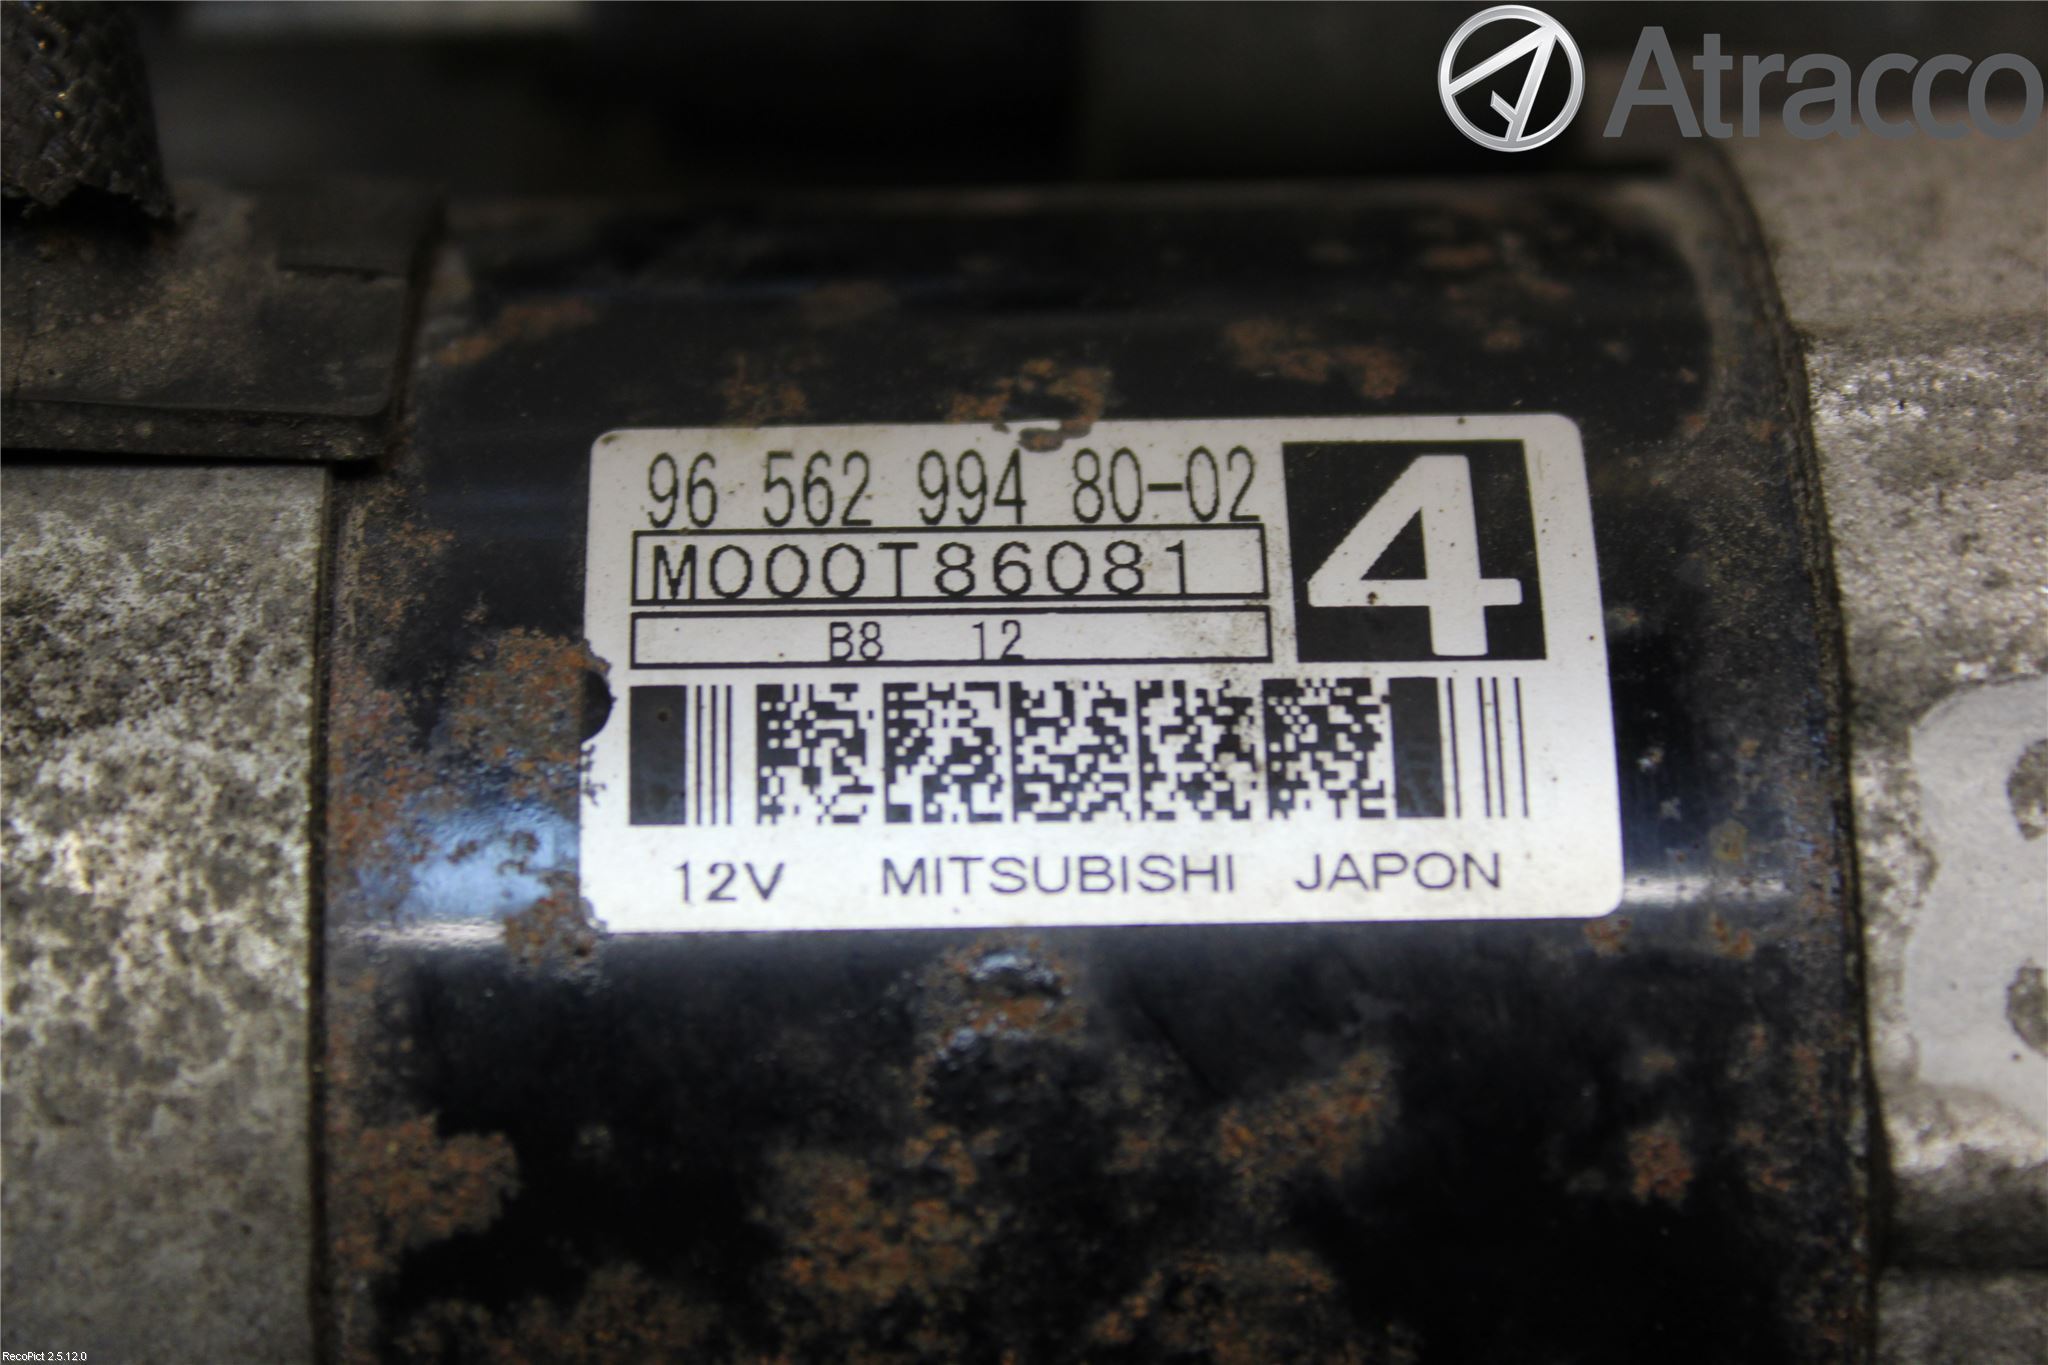 Atracco
96 562 994 80-02
M000T86081
4
B8 12
12V MITSUBISHI JAPON
RecoPict 2.5.12.0